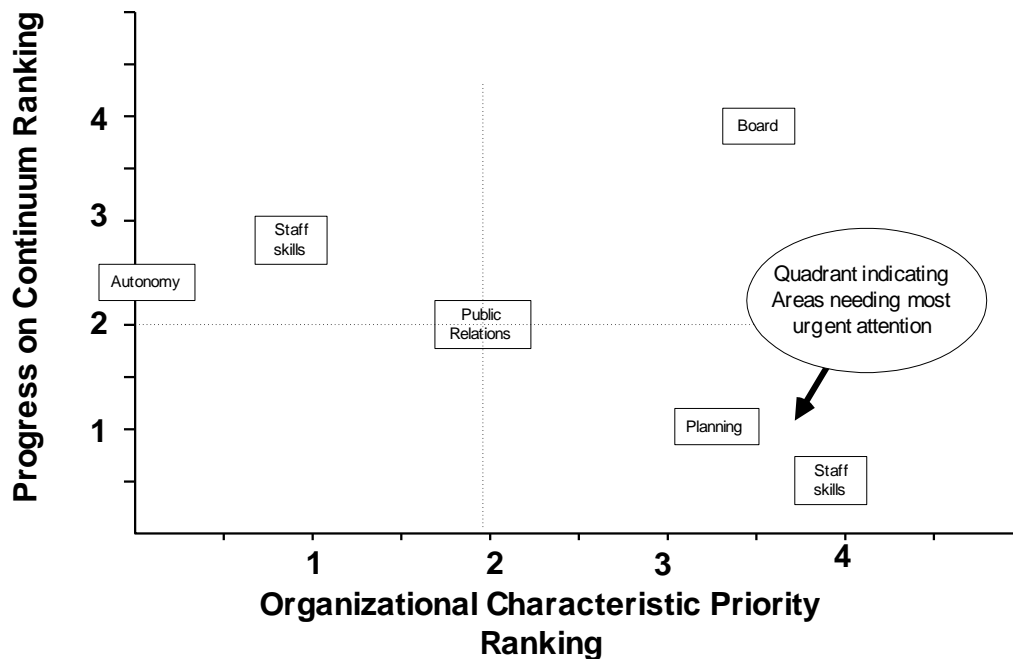 Progress on Continuum Ranking
4
3
2
1
Board
Staff
skills
Autonomy
Public
Relations
Quadrant indicating
Areas needing most
urgent attention
Planning
Staff
skills
1
2
3
4
Organizational Characteristic Priority
Ranking